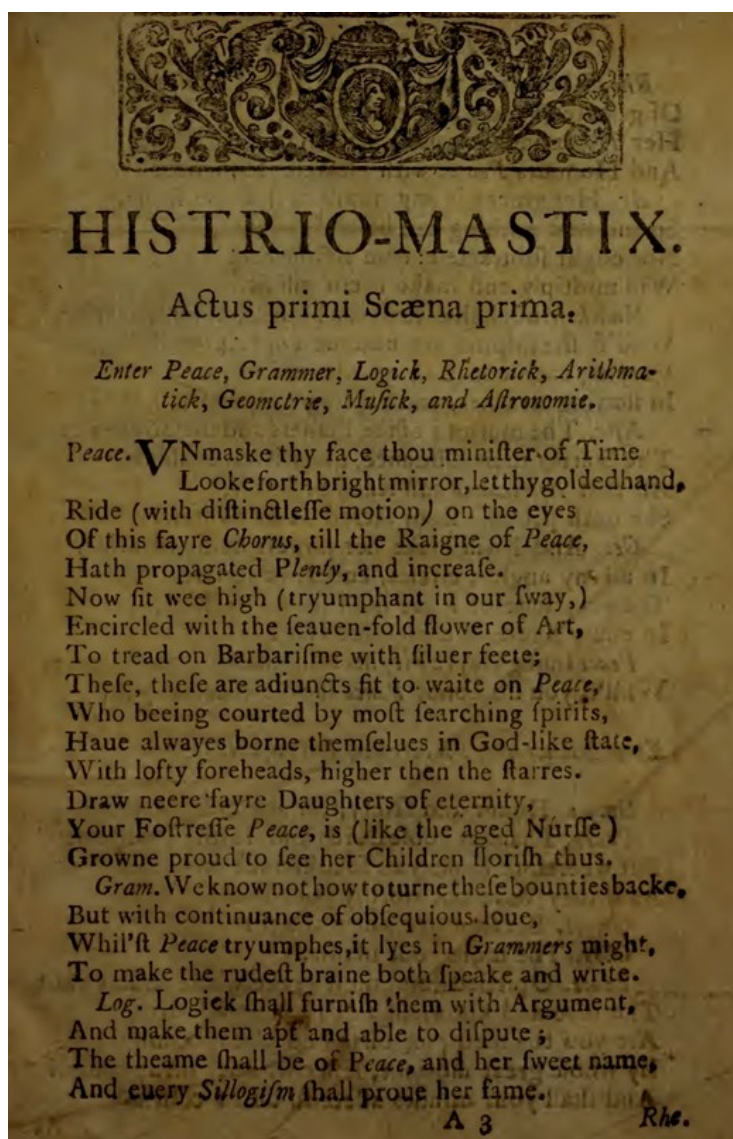 HISTRIO-MASTIX.
Actus primi Scæna prima.
Enter Peace, Grammer, Logick, Rhetorick, Arithma-
tick, Geometrie, Muſick, and Aſtronomie.
Peace. VNmaske thy face thou miniſter of Time
Looke forth bright mirror, let thy golded hand,
Ride (with diſtinctleſſe motion) on the eyes
Of this fayre Chorus, till the Raigne of Peace,
Hath propagated Plenty, and increaſe.
Now ſit wee high (tryumphant in our ſway,)
Encircled with the ſeauen-fold flower of Art,
To tread on Barbariſme with ſiluer feete;
Theſe, theſe are adiuncts fit to waite on Peace,
Who beeing courted by moſt ſearching ſpirits,
Haue alwayes borne themſelues in God-like ſtate,
With lofty foreheads, higher then the ſtarres.
Draw neere fayre Daughters of eternity,
Your Foſtreſſe Peace, is (like the aged Nurſſe)
Growne proud to ſee her Children floriſh thus.
Gram. We know not how to turne theſe bounties backe,
But with continuance of obſequious loue,
Whil'ſt Peace tryumphes, it lyes in Grammers might,
To make the rudeſt braine both ſpeake and write.
Log. Logick ſhall furniſh them with Argument,
And make them apt and able to diſpute;
The theame ſhall be of Peace, and her ſweet name,
And euery Sillogiſm ſhall proue her fame.
A 3 Rhe.